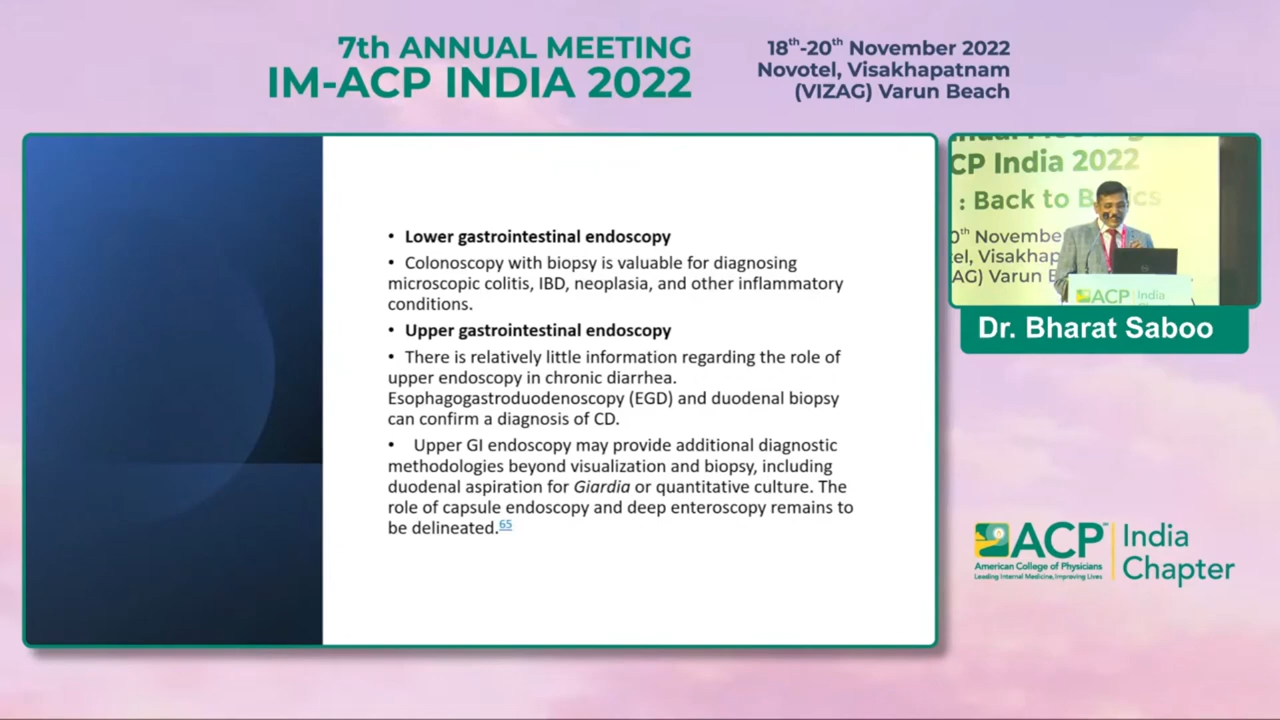 7th ANNUAL MEETING
IM-ACP INDIA 2022
18th-20th November 2022
Novotel, Visakhapatnam
(VIZAG) Varun Beach
• Lower gastrointestinal endoscopy
• Colonoscopy with biopsy is valuable for diagnosing
microscopic colitis, IBD, neoplasia, and other inflammatory
conditions.
• Upper gastrointestinal endoscopy
• There is relatively little information regarding the role of
upper endoscopy in chronic diarrhea.
Esophagogastroduodenoscopy (EGD) and duodenal biopsy
can confirm a diagnosis of CD.
• Upper GI endoscopy may provide additional diagnostic
methodologies beyond visualization and biopsy, including
duodenal aspiration for Giardia or quantitative culture. The
role of capsule endoscopy and deep enteroscopy remains to
be delineated.65
CP India 2022
: Back to B cs
0th Novembe
el, Visakhap
AG) Varun B
ACP India
Dr. Bharat Saboo
ACP
American College of Physicians
Leading Internal Medicine, Improving Lives
India
Chapter